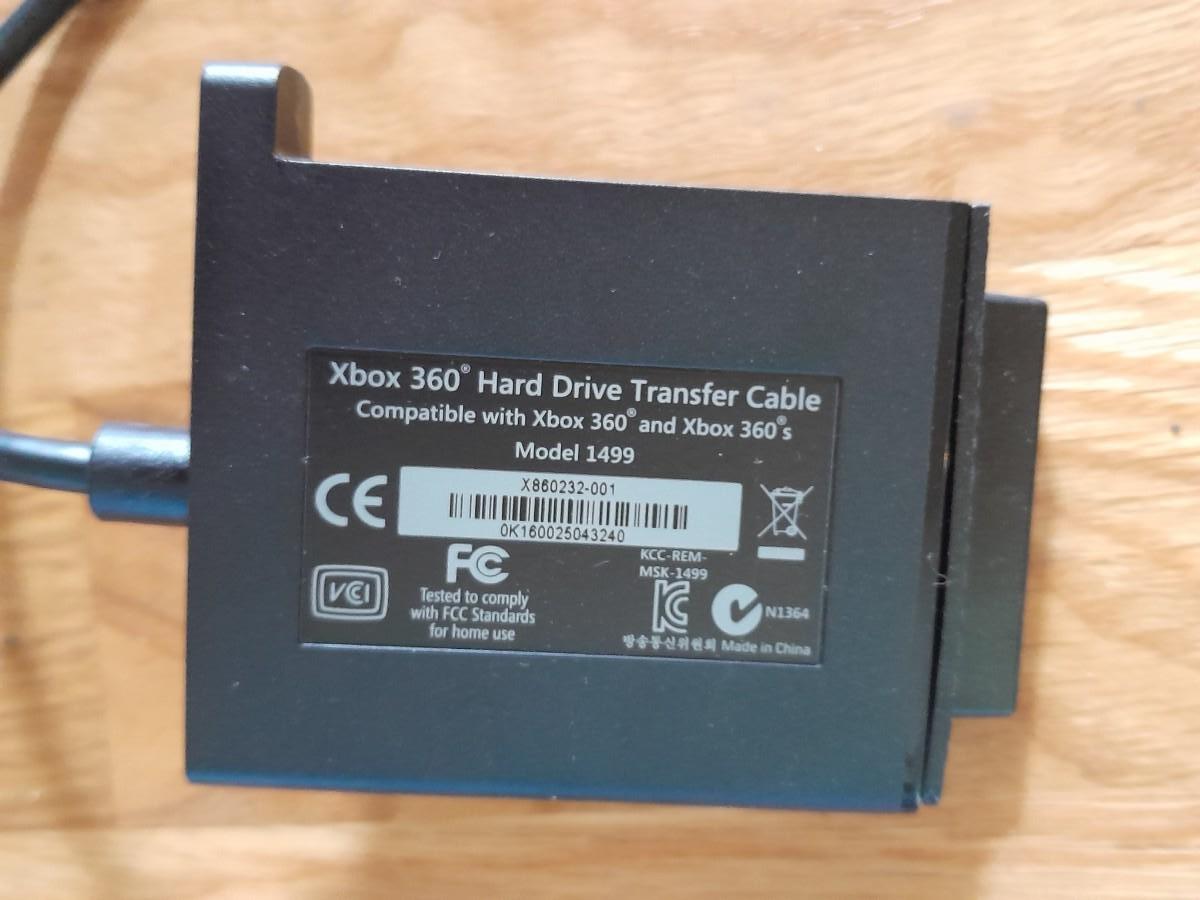 Xbox 360® Hard Drive Transfer Cable
Compatible with Xbox 360® and Xbox 360®s
Model 1499
CE
X860232-001
0K160025043240
FC
Tested to comply
with FCC Standards
for home use
VCI
KCC-REM-
MSK-1499
KC
N1364
방송통신위원회 Made in China